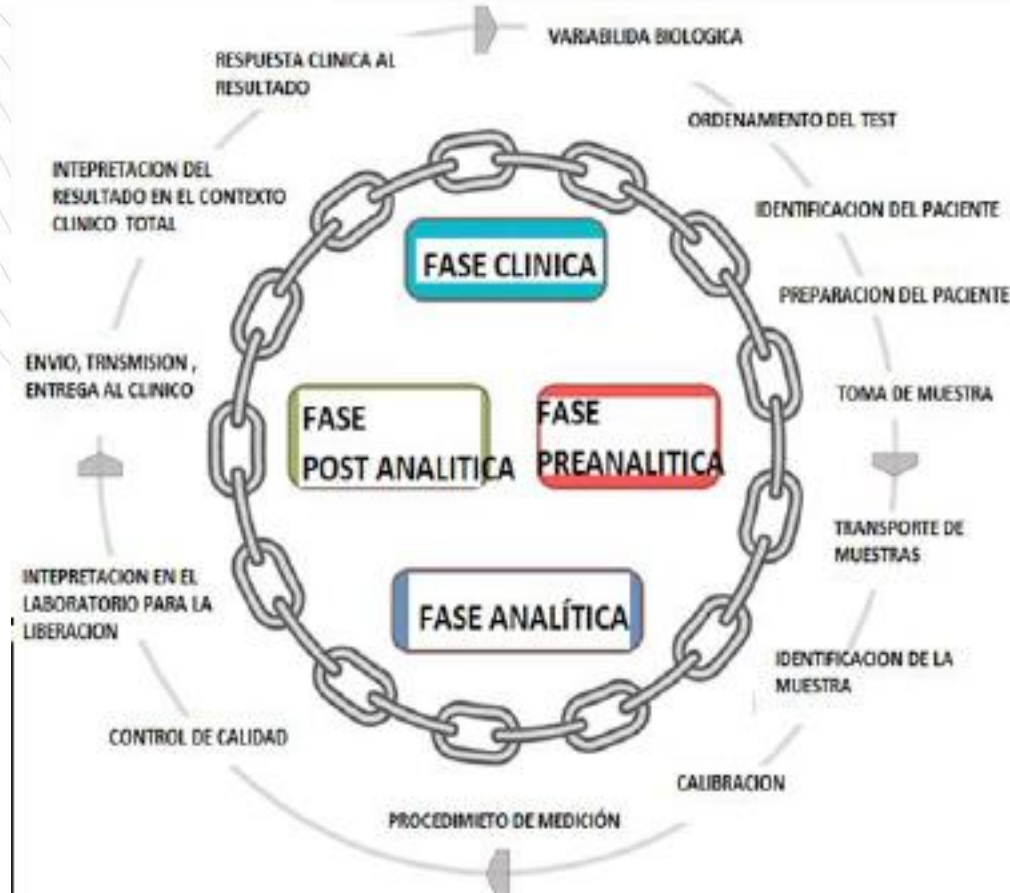 VARIABILIDA BIOLOGICA
ORDENAMIENTO DEL TEST
IDENTIFICACION DEL PACIENTE
PREPARACION DEL PACIENTE
TOMA DE MUESTRA
TRANSPORTE DE
MUESTRAS
IDENTIFICACION DE LA
MUESTRA
CALIBRACION
PROCEDIMIETO DE MEDICIÓN
CONTROL DE CALIDAD
INTEPRETACION EN EL
LABORATORIO PARA LA
LIBERACION
ENVIO, TRNSMISION ,
ENTREGA AL CLINICO
INTEPRETACION DEL
RESULTADO EN EL CONTEXTO
CLINICO TOTAL
RESPUESTA CLINICA AL
RESULTADO
FASE CLINICA
FASE
POST ANALITICA
FASE
PREANALITICA
FASE ANALÍTICA